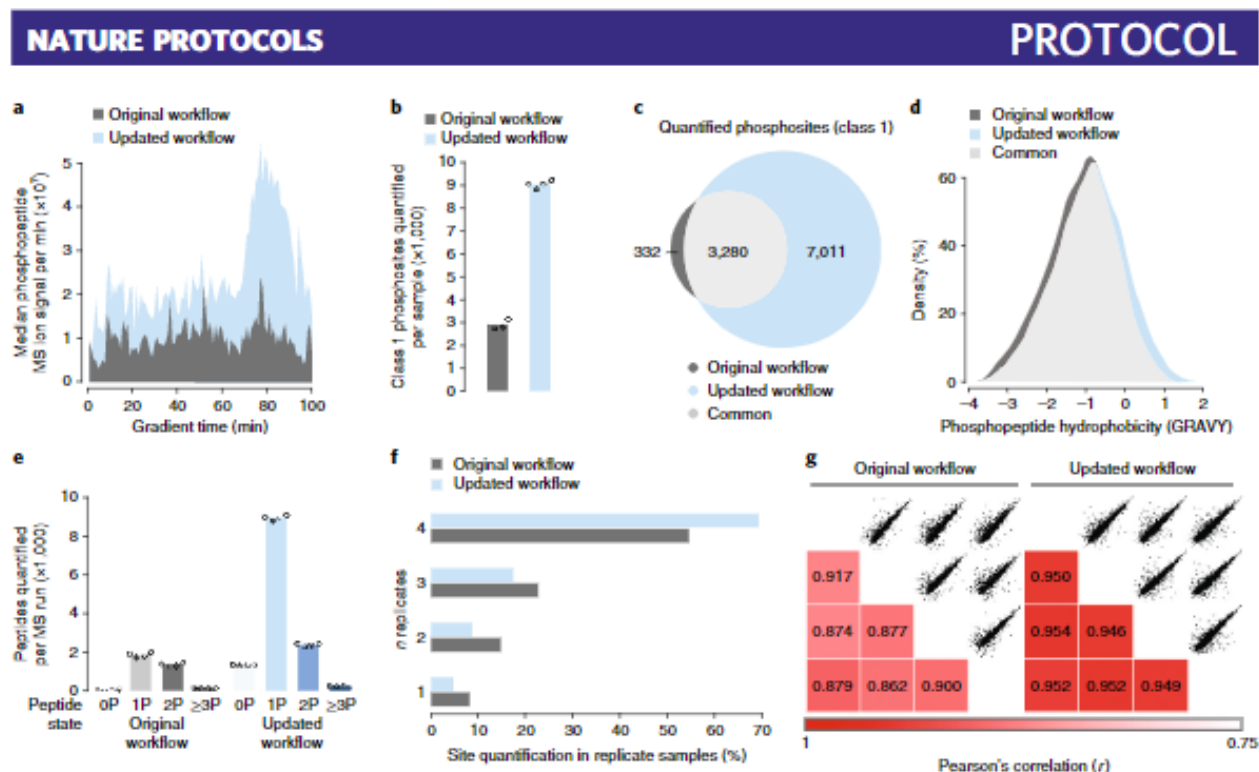 NATURE PROTOCOLS
PROTOCOL
a
Original workflow
Updated workflow
Median phosphopeptide
MS ion signal per min (×10⁷)
5
4
3
2
1
0
0 20 40 60 80 100
Gradient time (min)
b
Original workflow
Updated workflow
Class 1 phosphosites quantified
per sample (×1,000)
10
9
8
7
6
5
4
3
2
1
0
c
Quantified phosphosites (class 1)
332
3,280
7,011
Original workflow
Updated workflow
Common
d
Original workflow
Updated workflow
Common
Density (%)
60
40
20
0
−4 −3 −2 −1 0 1 2
Phosphopeptide hydrophobicity (GRAVY)
e
Peptides quantified
per MS run (×1,000)
10
8
6
4
2
0
Peptide
state
0P 1P 2P ≥3P 0P 1P 2P ≥3P
Original
workflow
Updated
workflow
f
Original workflow
Updated workflow
n replicates
4
3
2
1
0 10 20 30 40 50 60 70
Site quantification in replicate samples (%)
g
Original workflow
Updated workflow
0.917
0.874 0.877
0.879 0.862 0.900
0.950
0.954 0.946
0.952 0.952 0.949
1
0.75
Pearson's correlation (r)